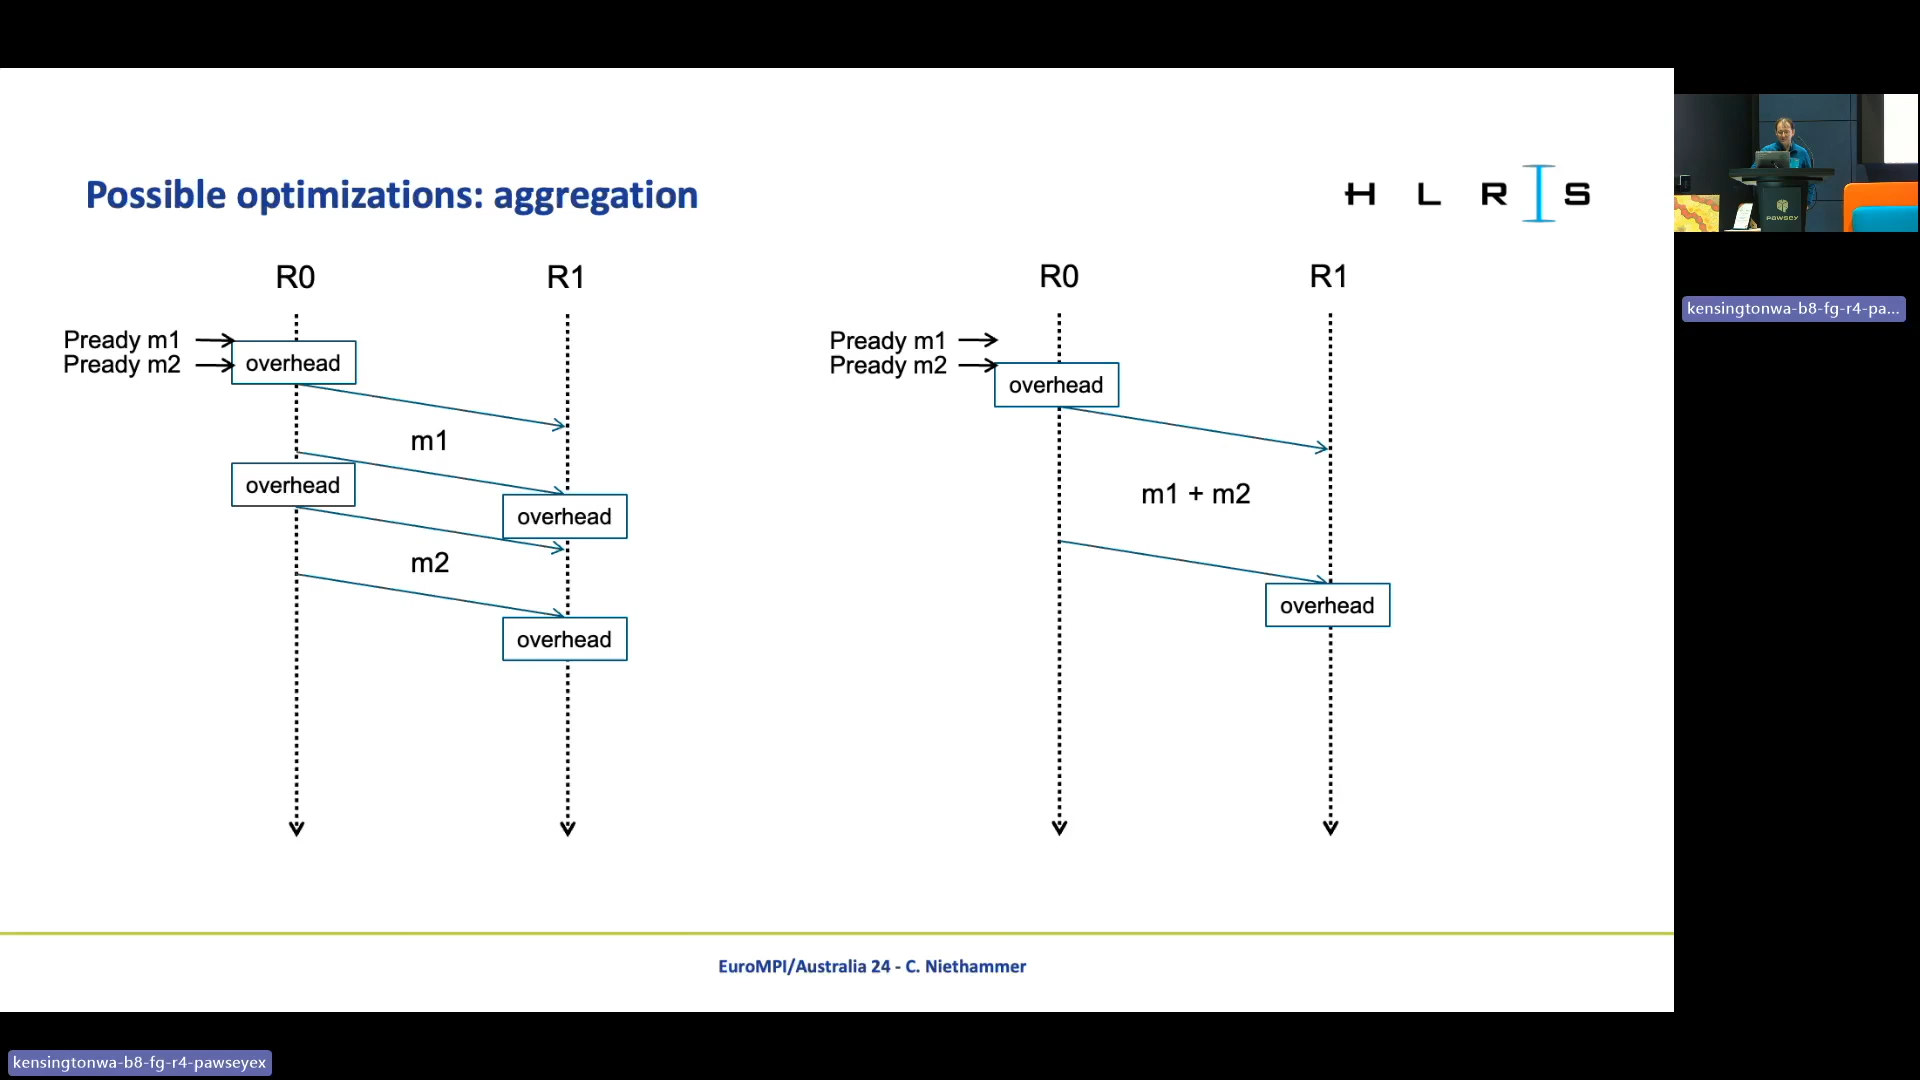 Possible optimizations: aggregation
H L R I S
R0
R1
Pready m1
Pready m2
overhead
m1
overhead
overhead
m2
overhead
R0
R1
Pready m1
Pready m2
overhead
m1 + m2
overhead
EuroMPI/Australia 24 - C. Niethammer
PAWSEY
kensingtonwa-b8-fg-r4-pa...
kensingtonwa-b8-fg-r4-pawseyex